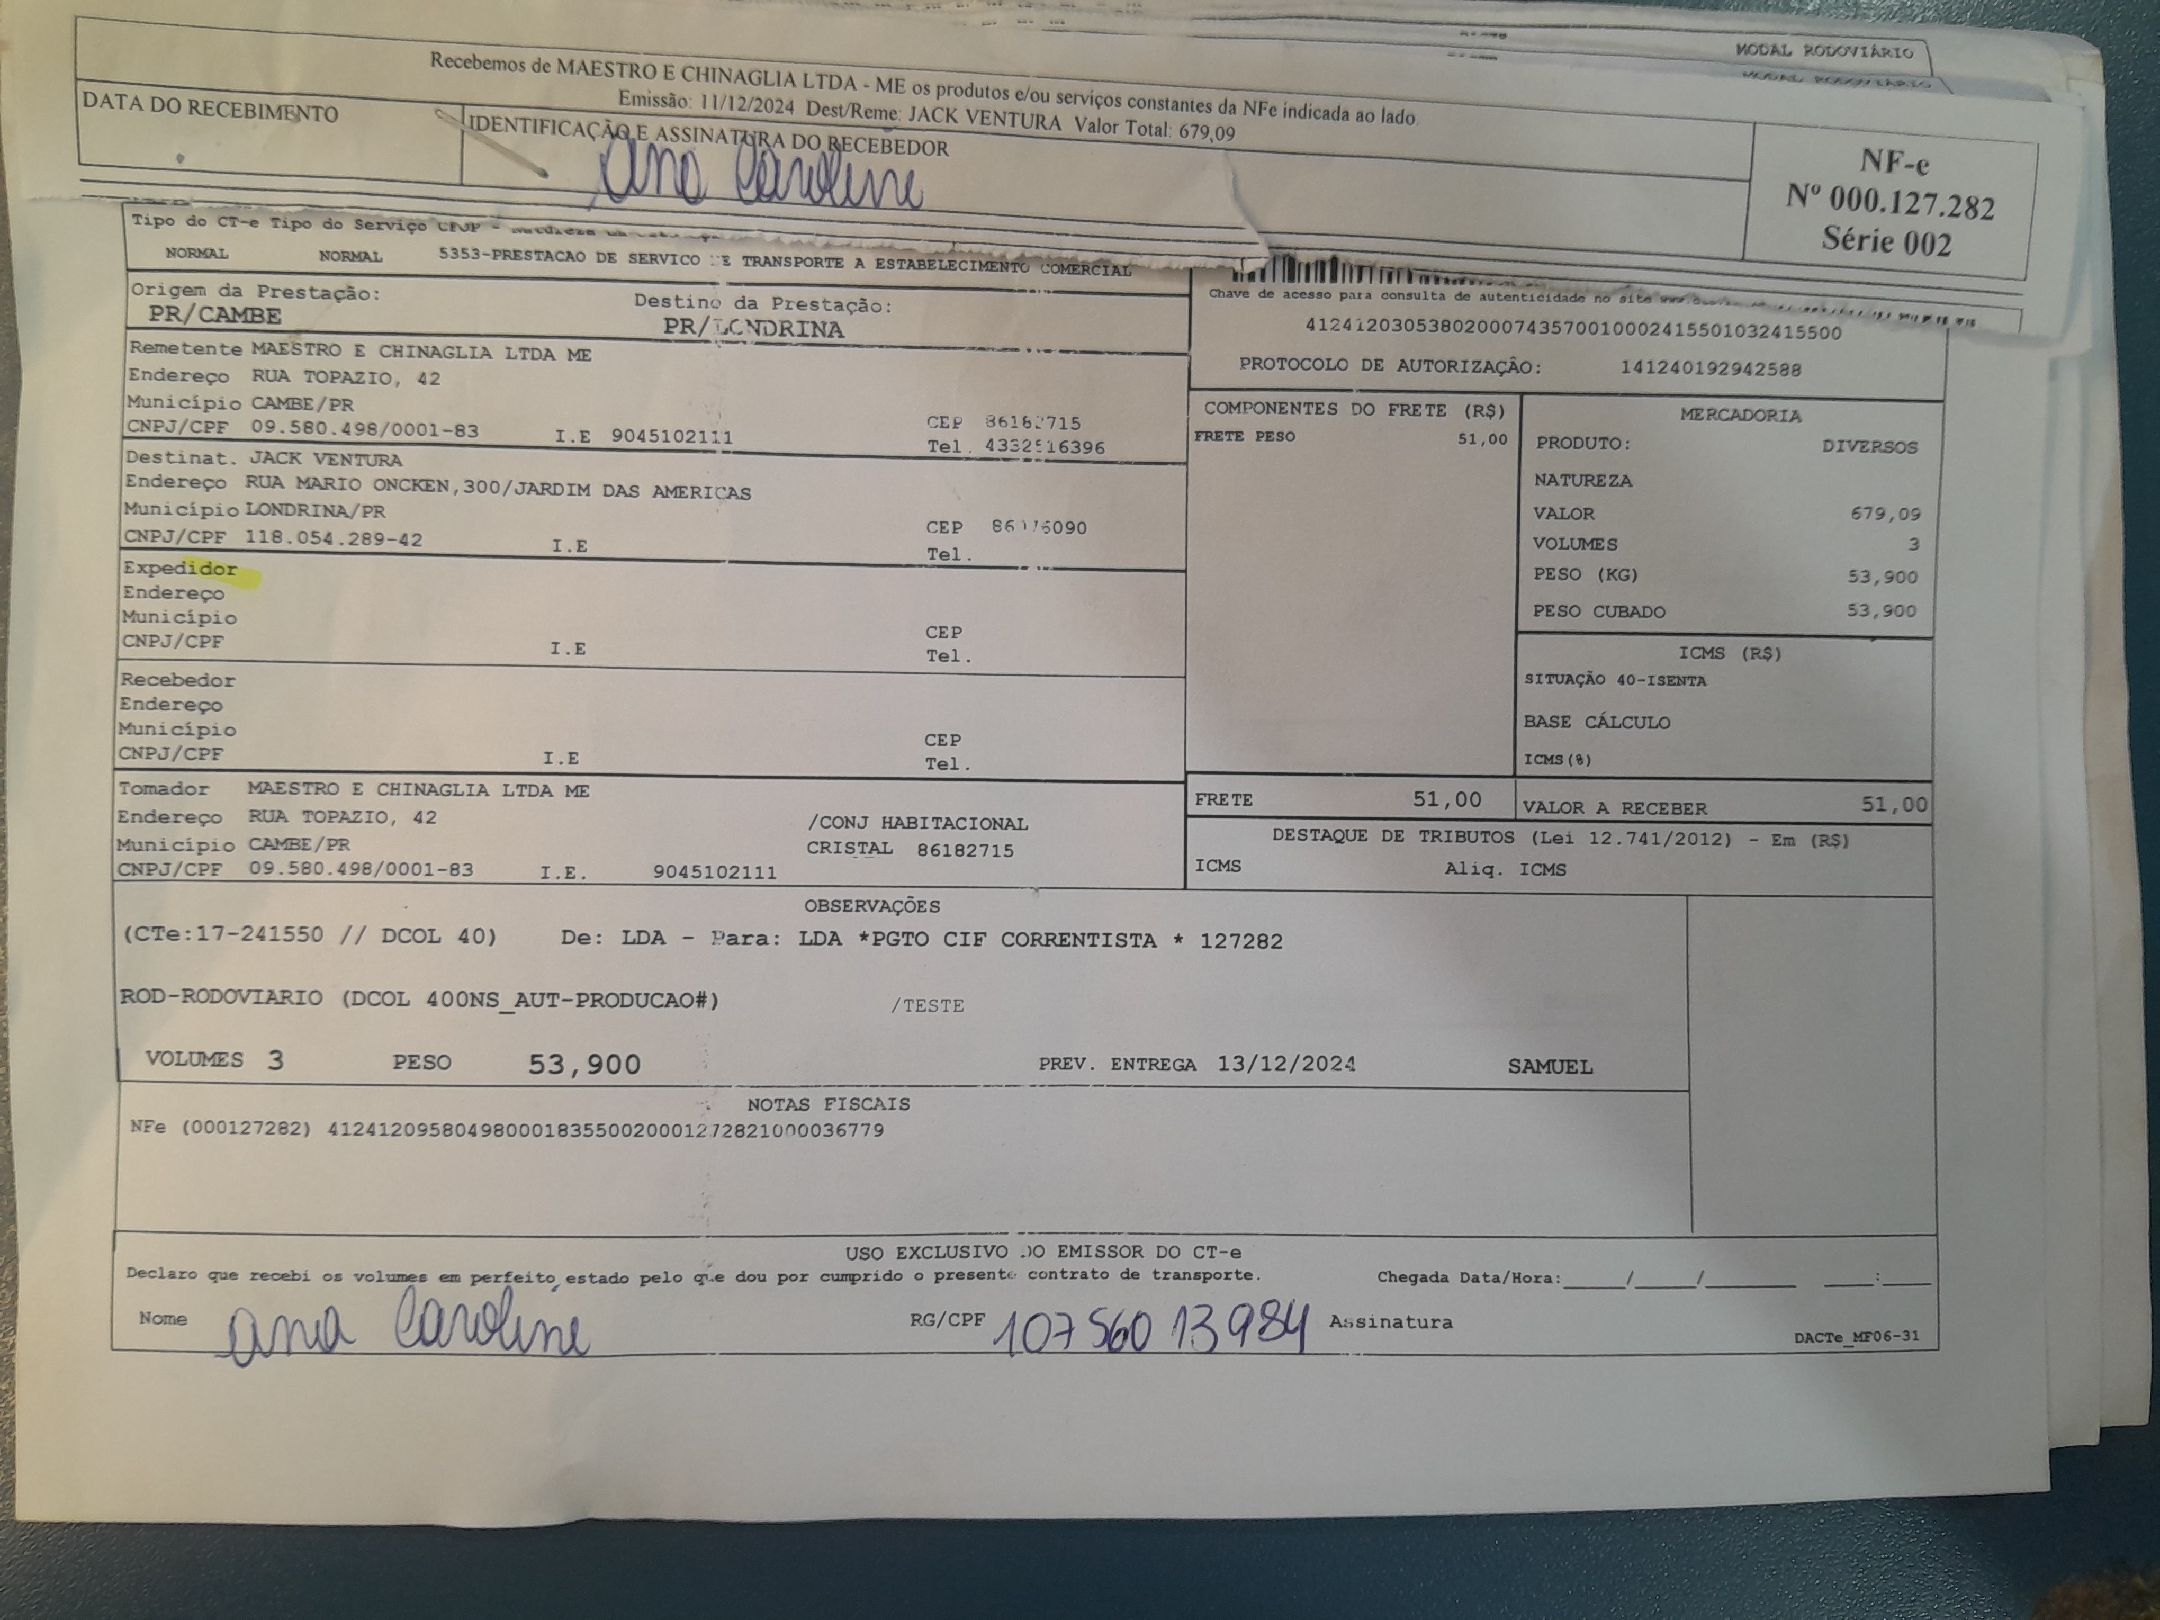 MODAL RODOVIÁRIO
Recebemos de MAESTRO E CHINAGLIA LTDA - ME os produtos e/ou serviços constantes da NFe indicada ao lado.
Emissão: 11/12/2024 Dest/Reme: JACK VENTURA Valor Total: 679,09
DATA DO RECEBIMENTO
IDENTIFICAÇÃO E ASSINATURA DO RECEBEDOR
Ana Caroline
NF-e
Nº 000.127.282
Série 002
Tipo do CT-e Tipo do Serviço CFOP -
NORMAL NORMAL 5353-PRESTACAO DE SERVICO DE TRANSPORTE A ESTABELECIMENTO COMERCIAL
Origem da Prestação: Destino da Prestação:
PR/CAMBE PR/LONDRINA
Chave de acesso para consulta de autenticidade no site
41241203053802000743570010002415501032415500
PROTOCOLO DE AUTORIZAÇÃO: 141240192942588
Remetente MAESTRO E CHINAGLIA LTDA ME
Endereço RUA TOPAZIO, 42
Município CAMBE/PR CEP 86182715
CNPJ/CPF 09.580.498/0001-83 I.E 9045102111 Tel.
Destinat. JACK VENTURA
Endereço RUA MARIO ONCKEN,300/JARDIM DAS AMERICAS
Município LONDRINA/PR CEP
CNPJ/CPF 118.054.289-42 I.E Tel.
Expedidor
Endereço
Município CEP
CNPJ/CPF I.E Tel.
Recebedor
Endereço
Município CEP
CNPJ/CPF I.E Tel.
Tomador MAESTRO E CHINAGLIA LTDA ME
Endereço RUA TOPAZIO, 42 /CONJ HABITACIONAL
Município CAMBE/PR CRISTAL 86182715
CNPJ/CPF 09.580.498/0001-83 I.E. 9045102111
COMPONENTES DO FRETE (R$)
FRETE PESO 51,00
MERCADORIA
PRODUTO: DIVERSOS
NATUREZA
VALOR 679,09
VOLUMES 3
PESO (KG) 53,900
PESO CUBADO 53,900
ICMS (R$)
SITUAÇÃO 40-ISENTA
BASE CÁLCULO
ICMS(%)
FRETE 51,00 VALOR A RECEBER 51,00
DESTAQUE DE TRIBUTOS (Lei 12.741/2012) - Em (R$)
ICMS Aliq. ICMS
OBSERVAÇÕES
(CTe:17-241550 // DCOL 40) De: LDA - Para: LDA *PGTO CIF CORRENTISTA * 127282
ROD-RODOVIARIO (DCOL 400NS_AUT-PRODUCAO#) /TESTE
VOLUMES 3 PESO 53,900 PREV. ENTREGA 13/12/2024 SAMUEL
NOTAS FISCAIS
NFe (000127282) 41241209580498000183550020001272821000036779
USO EXCLUSIVO DO EMISSOR DO CT-e
Declaro que recebi os volumes em perfeito estado pelo que dou por cumprido o presente contrato de transporte. Chegada Data/Hora:____/____/______ ___:___
Nome Ana Caroline RG/CPF 107 560 13984 Assinatura
DACTe_MF06-31